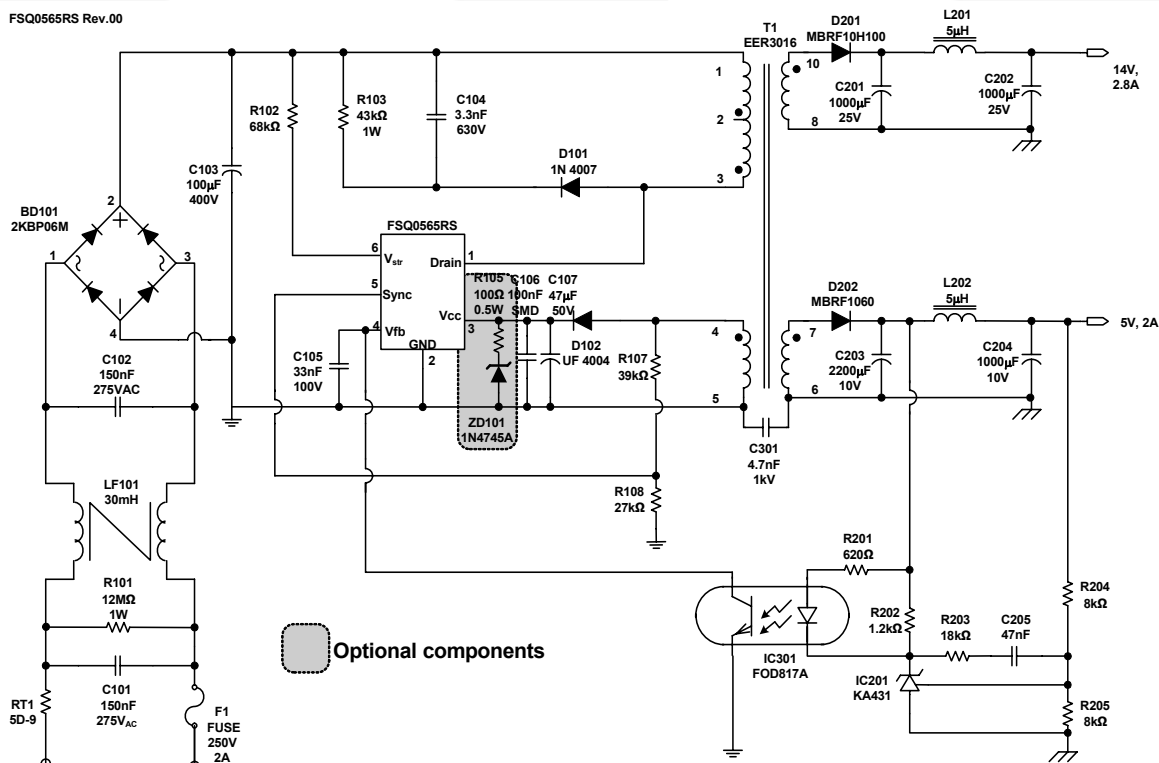 FSQ0565RS Rev.00
T1
EER3016
D201
MBRF10H100
L201
5μH
1
2
3
10
8
C201
1000μF
25V
C202
1000μF
25V
14V,
2.8A
R102
68kΩ
R103
43kΩ
1W
C104
3.3nF
630V
D101
1N 4007
C103
100μF
400V
BD101
2KBP06M
2
1
3
4
FSQ0565RS
6
Vstr
Drain
1
5
Sync
4
Vfb
Vcc
3
GND
2
R105
100Ω
0.5W
C106
100nF
SMD
C107
47μF
50V
D102
UF 4004
ZD101
1N4745A
C105
33nF
100V
R107
39kΩ
R108
27kΩ
4
5
7
6
D202
MBRF1060
L202
5μH
C203
2200μF
10V
C204
1000μF
10V
5V, 2A
C301
4.7nF
1kV
C102
150nF
275VAC
LF101
30mH
R101
12MΩ
1W
C101
150nF
275VAC
RT1
5D-9
F1
FUSE
250V
2A
Optional components
R201
620Ω
R202
1.2kΩ
R203
18kΩ
C205
47nF
R204
8kΩ
IC301
FOD817A
IC201
KA431
R205
8kΩ